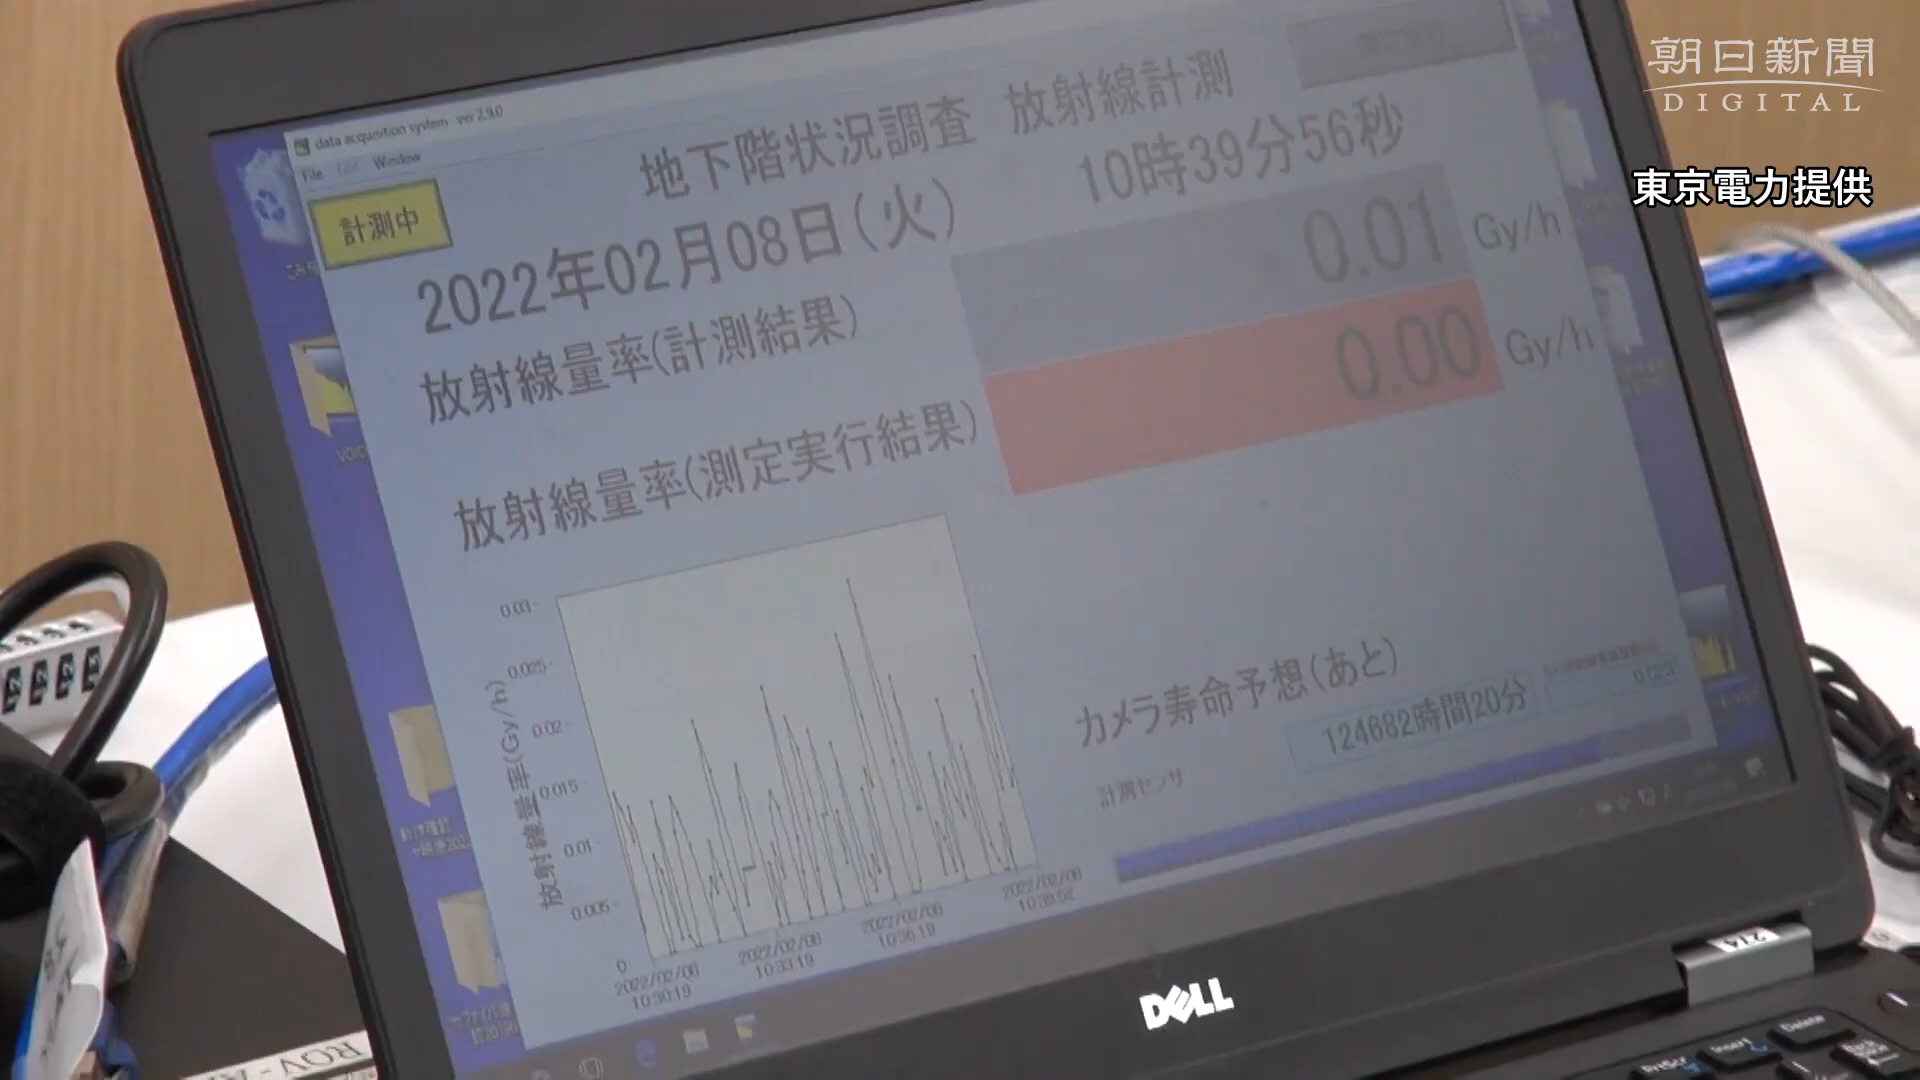 朝日新聞
DIGITAL
東京電力提供
data acquisition system ver 2.9.0
File Edit Window
計測中
地下階状況調査 放射線計測
2022年02月08日(火) 10時39分56秒
放射線量率(計測結果) 0.01 Gy/h
放射線量率(測定実行結果) 0.00 Gy/h
放射線量率(Gy/h)
0.03
0.025
0.02
0.015
0.01
0.005
0
2022/02/08
10:30:19
2022/02/08
10:33:19
2022/02/08
10:36:19
2022/02/08
10:39:52
カメラ寿命予想(あと)
124682時間20分
0.023
計測センサ
VOID
DELL
214
ROV-A
PrtScr
Insert
Delete